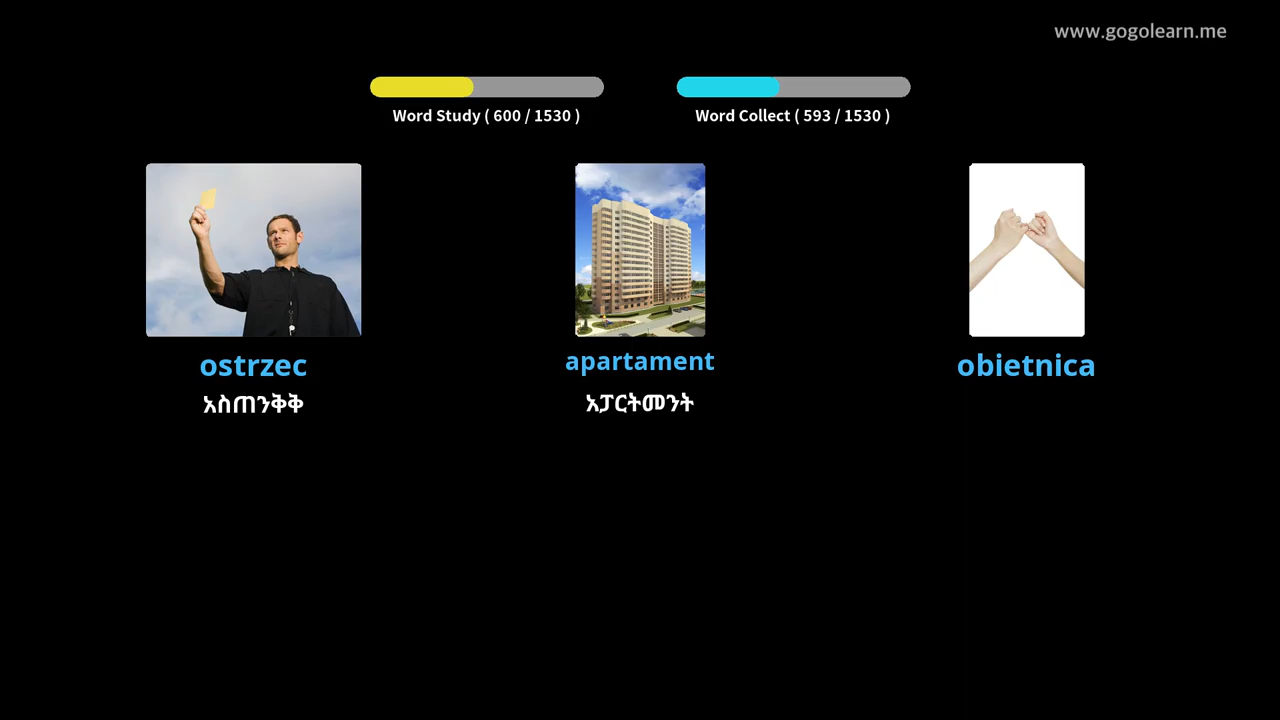 www.gogolearn.me
Word Study ( 600 / 1530 )
Word Collect ( 593 / 1530 )
ostrzec
apartament
obietnica
አስጠንቅቅ
አፓርትመንት